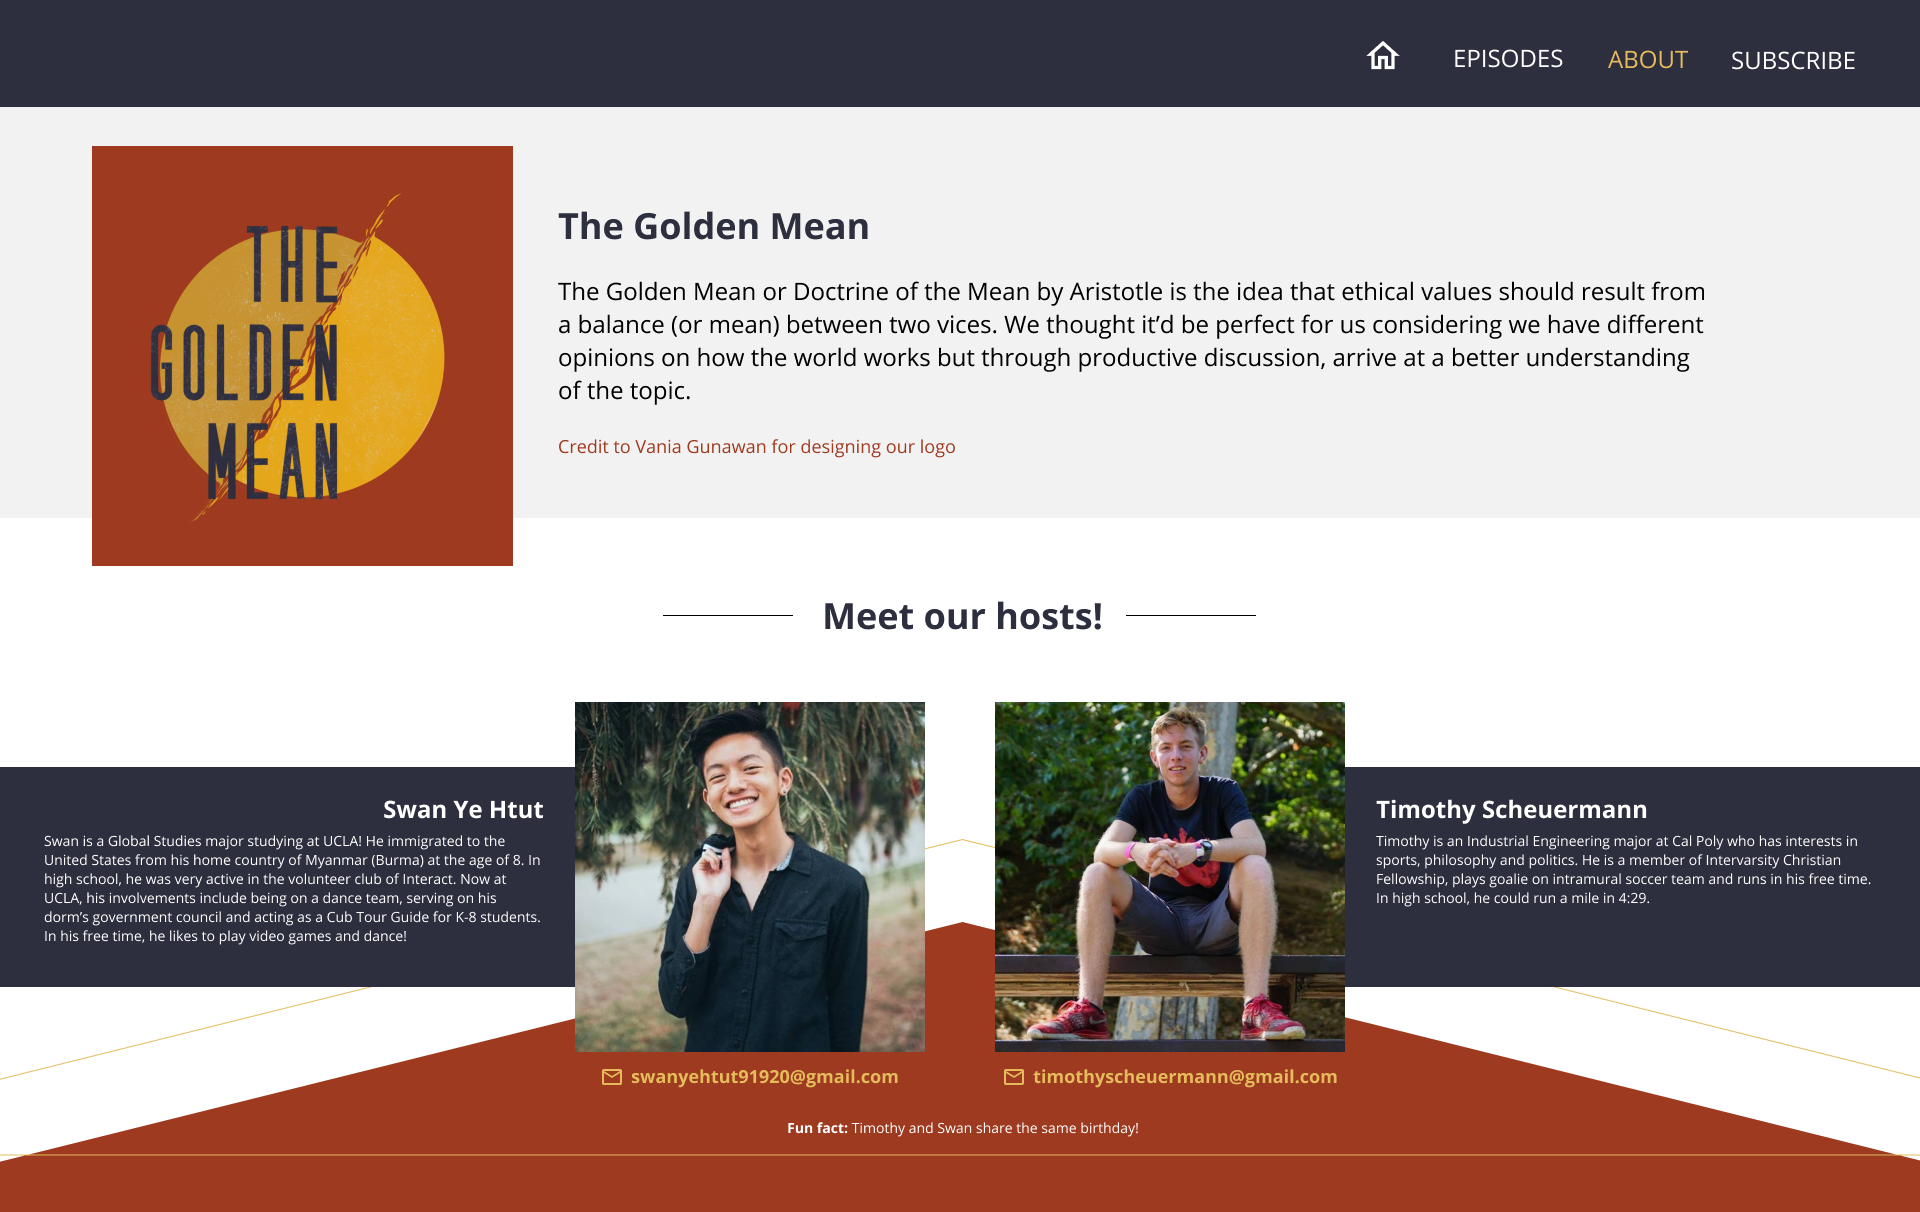 EPISODES ABOUT SUBSCRIBE
THE
GOLDEN
MEAN
The Golden Mean
The Golden Mean or Doctrine of the Mean by Aristotle is the idea that ethical values should result from
a balance (or mean) between two vices. We thought it’d be perfect for us considering we have different
opinions on how the world works but through productive discussion, arrive at a better understanding
of the topic.
Credit to Vania Gunawan for designing our logo
Meet our hosts!
Swan Ye Htut
Swan is a Global Studies major studying at UCLA! He immigrated to the
United States from his home country of Myanmar (Burma) at the age of 8. In
high school, he was very active in the volunteer club of Interact. Now at
UCLA, his involvements include being on a dance team, serving on his
dorm’s government council and acting as a Cub Tour Guide for K-8 students.
In his free time, he likes to play video games and dance!
Timothy Scheuermann
Timothy is an Industrial Engineering major at Cal Poly who has interests in
sports, philosophy and politics. He is a member of Intervarsity Christian
Fellowship, plays goalie on intramural soccer team and runs in his free time.
In high school, he could run a mile in 4:29.
swanyehtut91920@gmail.com
timothyscheuermann@gmail.com
Fun fact: Timothy and Swan share the same birthday!